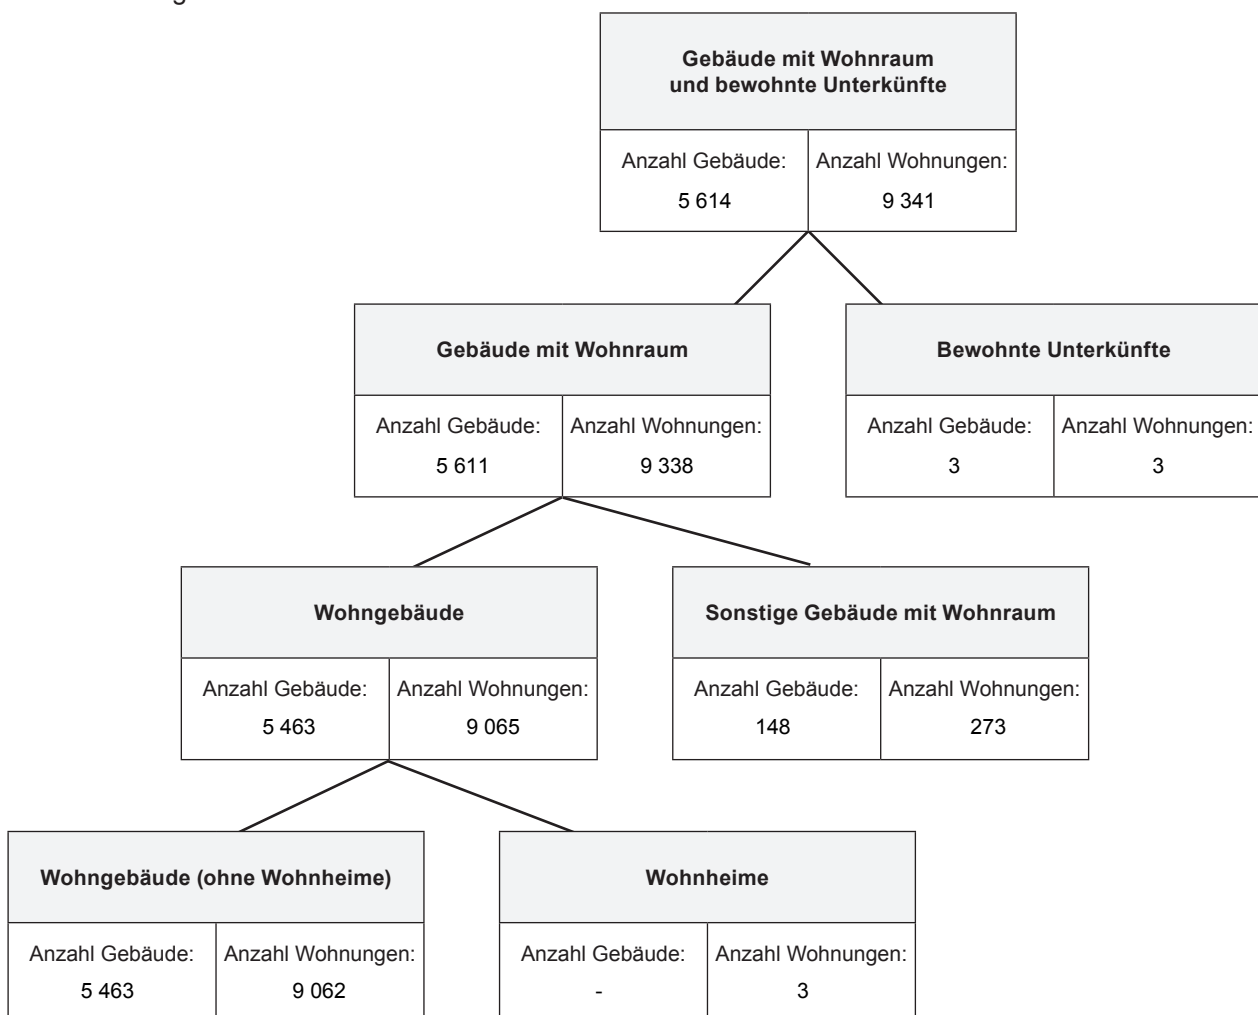 Gebäude mit Wohnraum
und bewohnte Unterkünfte
Anzahl Gebäude: Anzahl Wohnungen:
5 614 9 341
Gebäude mit Wohnraum Bewohnte Unterkünfte
Anzahl Gebäude: Anzahl Wohnungen: Anzahl Gebäude: Anzahl Wohnungen:
5 611 9 338 3 3
Wohngebäude Sonstige Gebäude mit Wohnraum
Anzahl Gebäude: Anzahl Wohnungen: Anzahl Gebäude: Anzahl Wohnungen:
5 463 9 065 148 273
Wohngebäude (ohne Wohnheime) Wohnheime
Anzahl Gebäude: Anzahl Wohnungen: Anzahl Gebäude: Anzahl Wohnungen:
5 463 9 062 - 3